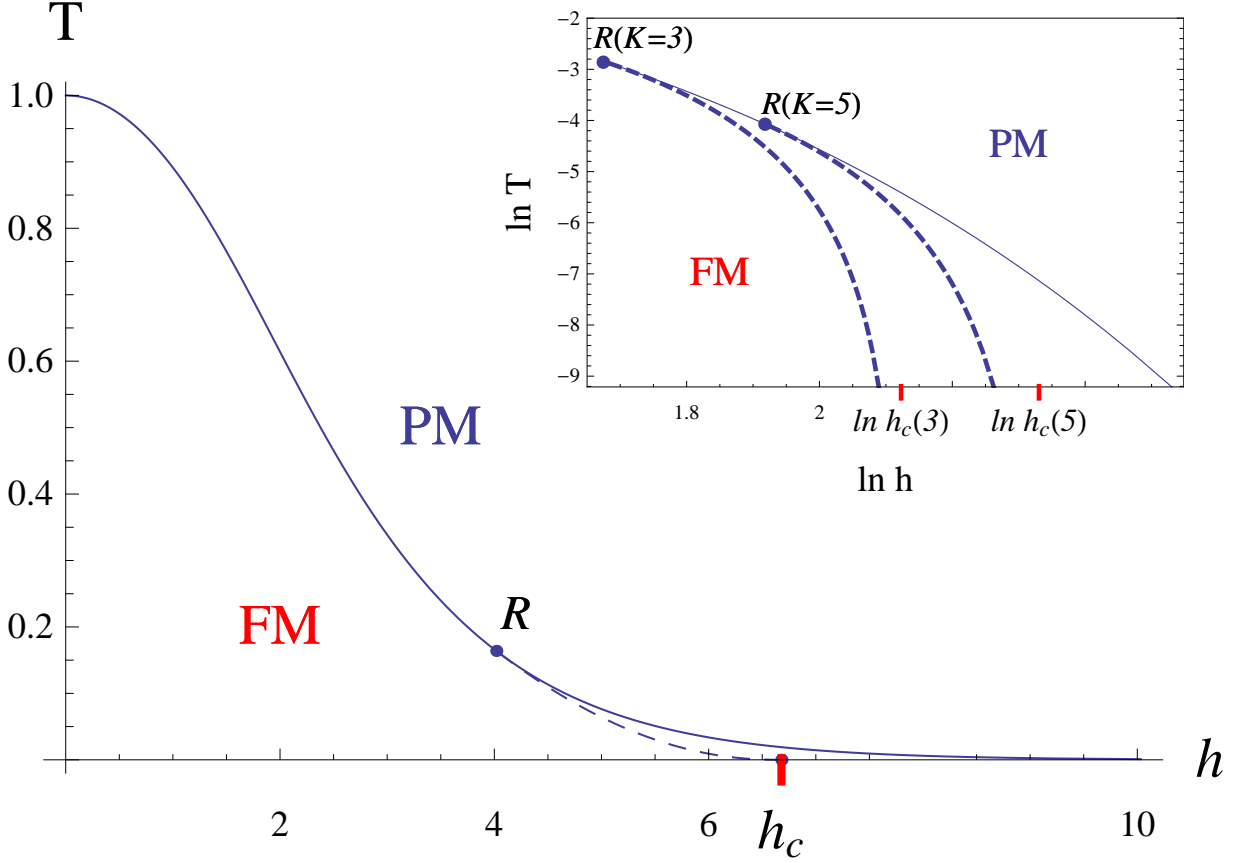 T
1.0
0.8
0.6
0.4
0.2
PM
FM
R
2
4
6
h_c
10
h
-2
-3
-4
-5
-6
-7
-8
-9
ln T
R(K=3)
R(K=5)
PM
FM
1.8
2
ln h_c(3)
ln h_c(5)
ln h